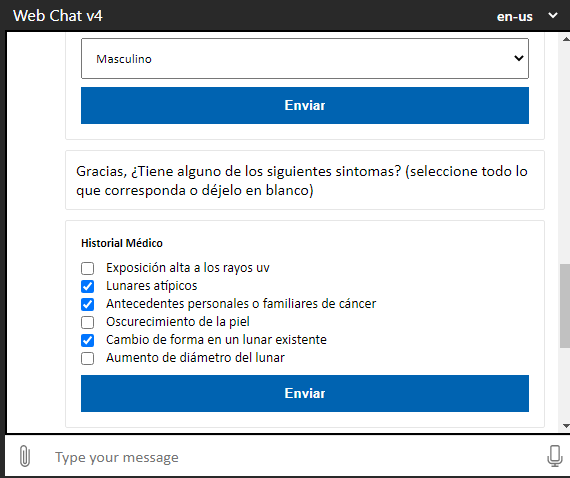 Web Chat v4
en-us
Masculino
Enviar
Gracias, ¿Tiene alguno de los siguientes sintomas? (seleccione todo lo
que corresponda o déjelo en blanco)
Historial Médico
Exposición alta a los rayos uv
Lunares atípicos
Antecedentes personales o familiares de cáncer
Oscurecimiento de la piel
Cambio de forma en un lunar existente
Aumento de diámetro del lunar
Enviar
Type your message